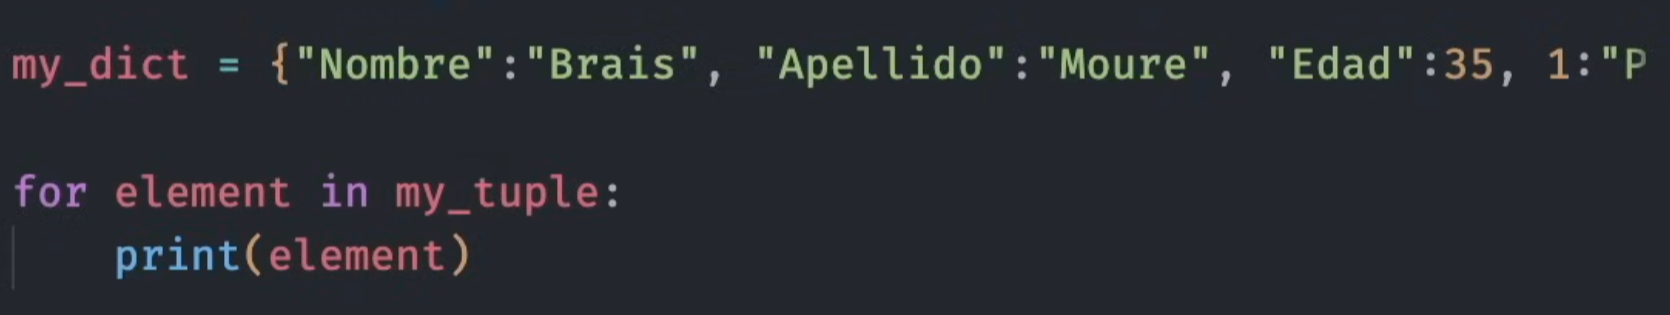 my_dict = {"Nombre":"Brais", "Apellido":"Moure", "Edad":35, 1:"P
for element in my_tuple:
    print(element)